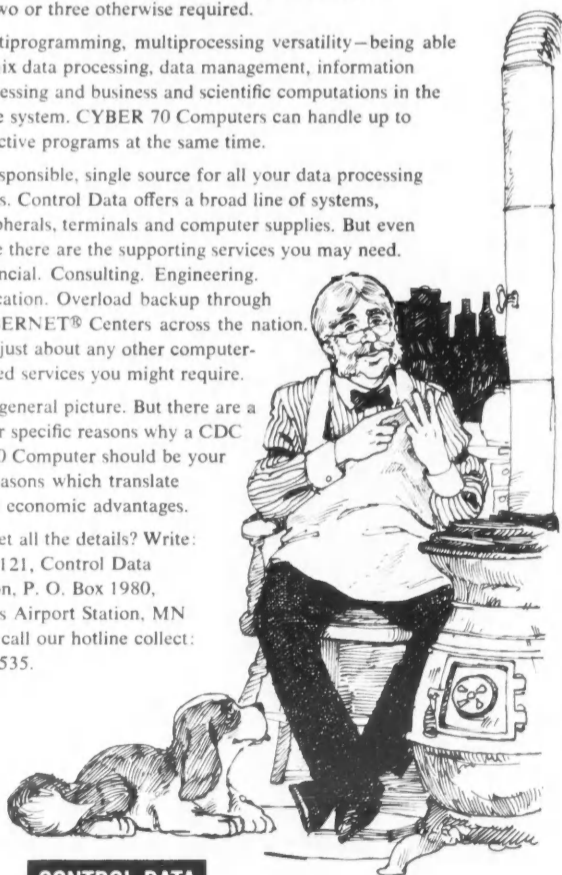 wo or three otherwise required.
tiprogramming, multiprocessing versatility—being able
ix data processing, data management, information
essing and business and scientific computations in the
e system. CYBER 70 Computers can handle up to
ctive programs at the same time.
sponsible, single source for all your data processing
s. Control Data offers a broad line of systems,
pherals, terminals and computer supplies. But even
e there are the supporting services you may need.
ncial. Consulting. Engineering.
cation. Overload backup through
ERNET® Centers across the nation.
just about any other computer-
ed services you might require.
general picture. But there are a
r specific reasons why a CDC
0 Computer should be your
asons which translate
economic advantages.
et all the details? Write:
121, Control Data
n, P. O. Box 1980,
s Airport Station, MN
call our hotline collect:
535.
CONTROL DATA